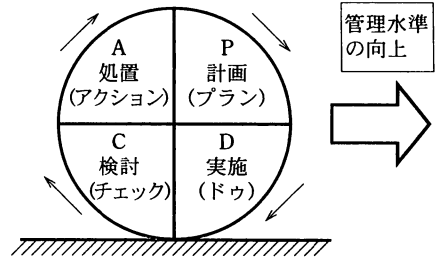 A
処置
(アクション)
P
計画
(プラン)
C
検討
(チェック)
D
実施
(ドゥ)
管理水準
の向上